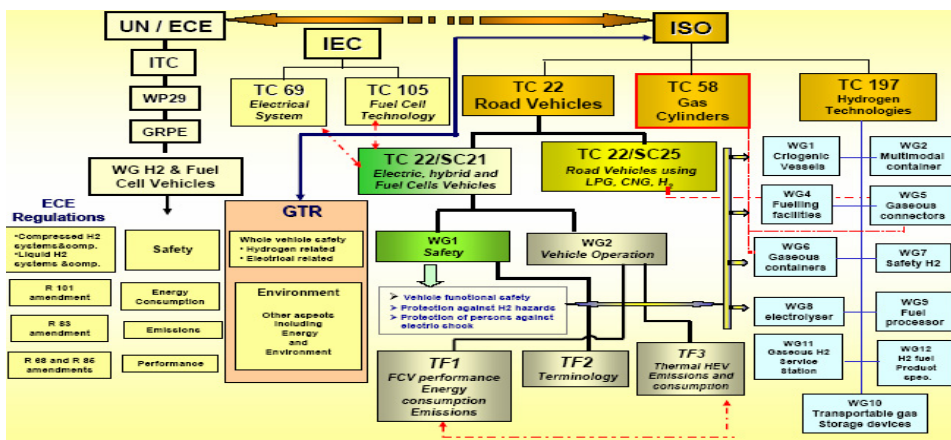 UN / ECE
ITC
WP29
GRPE
WG H2 & Fuel
Cell Vehicles
ECE
Regulations
•Compressed H2
systems&comp.
•Liquid H2
systems &comp.
R 101
amendment
R 83
amendment
R 68 and R 85
amendments
Safety
Energy
Consumption
Emissions
Performance
IEC
TC 69
Electrical
System
TC 105
Fuel Cell
Technology
GTR
Whole vehicle safety
• Hydrogen related
• Electrical related
Environment
Other aspects
including
Energy
and
Environment
ISO
TC 22
Road Vehicles
TC 58
Gas
Cylinders
TC 197
Hydrogen
Technologies
TC 22/SC21
Electric, hybrid and
Fuel Cells Vehicles
TC 22/SC25
Road Vehicles using
LPG, CNG, H2
WG1
Safety
WG2
Vehicle Operation
➢ Vehicle functional safety
➢ Protection against H2 hazards
➢ Protection of persons against
electric shock
TF1
FCV performance
Energy
consumption
Emissions
TF2
Terminology
TF3
Thermal HEV
Emissions and
consumption
WG1
Criogenic
Vessels
WG2
Multimodal
container
WG4
Fuelling
facilities
WG5
Gaseous
connectors
WG6
Gaseous
containers
WG7
Safety H2
WG8
electrolyser
WG9
Fuel
processor
WG11
Gaseous H2
Service
Station
WG12
H2 fuel
Product
spec.
WG10
Transportable gas
Storage devices